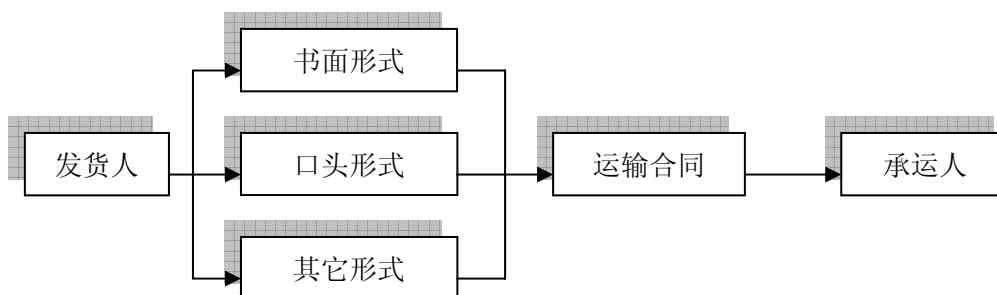 书面形式
发货人
口头形式
运输合同
承运人
其它形式